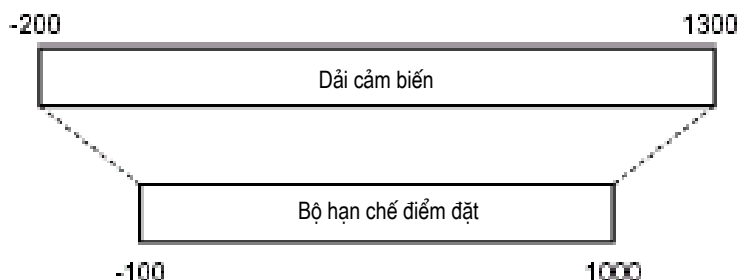 -200 1300
Dải cảm biến
Bộ hạn chế điểm đặt
-100 1000